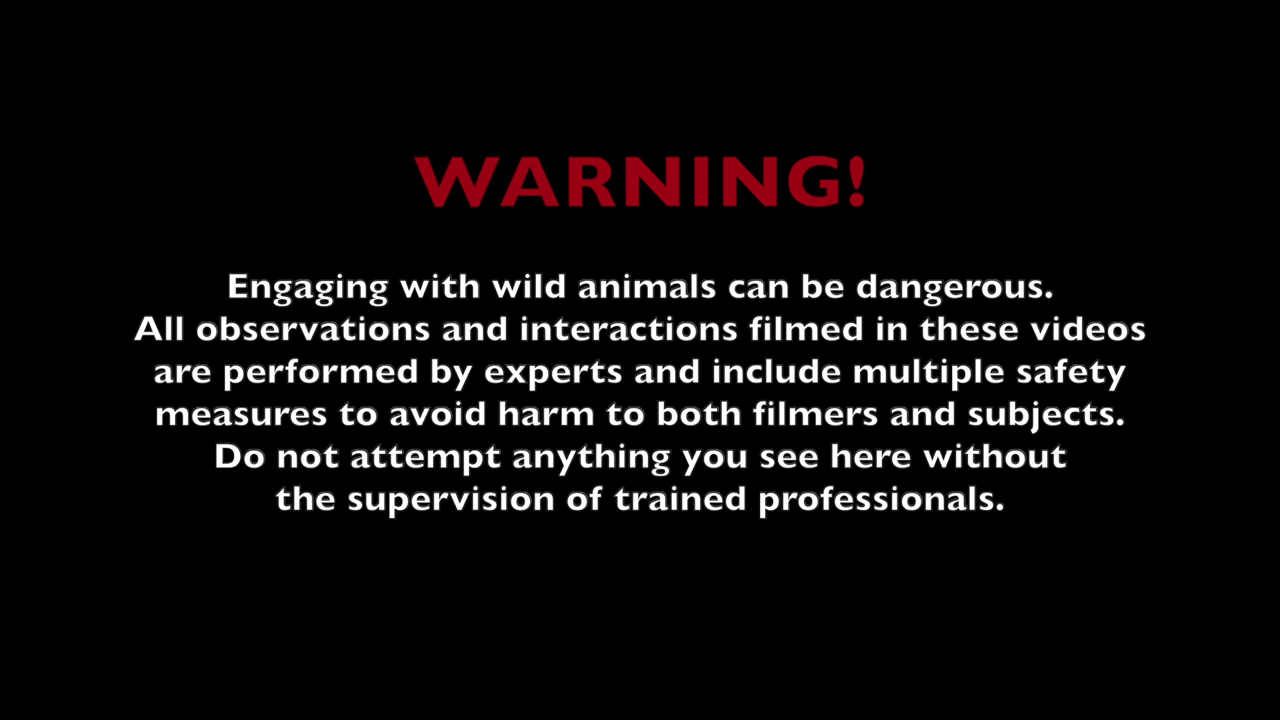 WARNING!
Engaging with wild animals can be dangerous.
All observations and interactions filmed in these videos
are performed by experts and include multiple safety
measures to avoid harm to both filmers and subjects.
Do not attempt anything you see here without
the supervision of trained professionals.